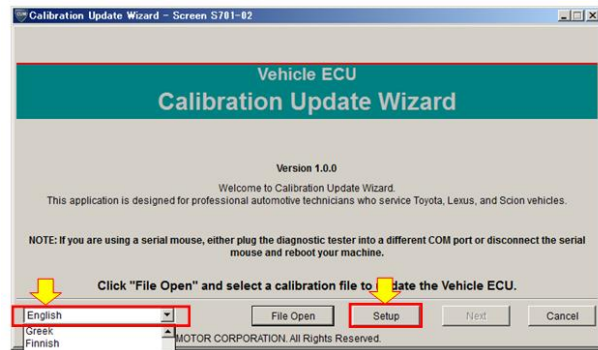 Calibration Update Wizard - Screen S701-02
Vehicle ECU
Calibration Update Wizard
Version 1.0.0
Welcome to Calibration Update Wizard.
This application is designed for professional automotive technicians who service Toyota, Lexus, and Scion vehicles.
NOTE: If you are using a serial mouse, either plug the diagnostic tester into a different COM port or disconnect the serial
mouse and reboot your machine.
Click "File Open" and select a calibration file to update the Vehicle ECU.
English
File Open
Setup
Next
Cancel
Greek
Finnish
MOTOR CORPORATION. All Rights Reserved.